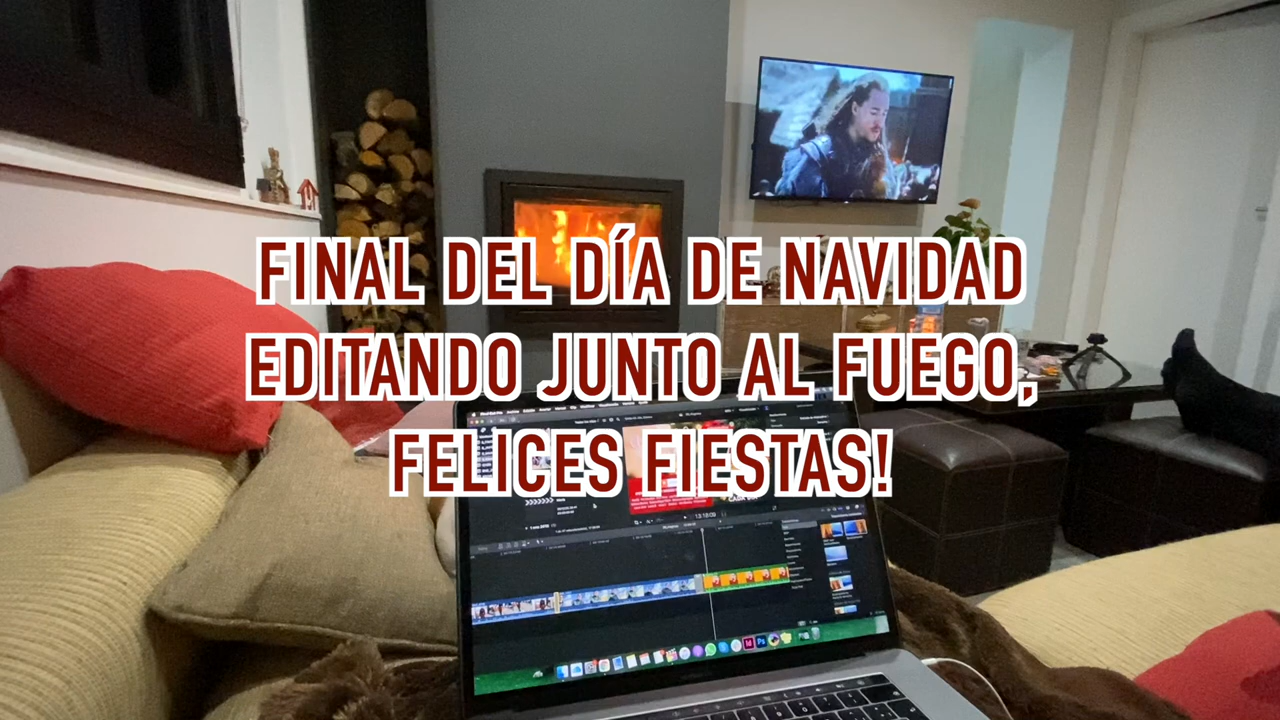 FINAL DEL DÍA DE NAVIDAD
EDITANDO JUNTO AL FUEGO,
FELICES FIESTAS!